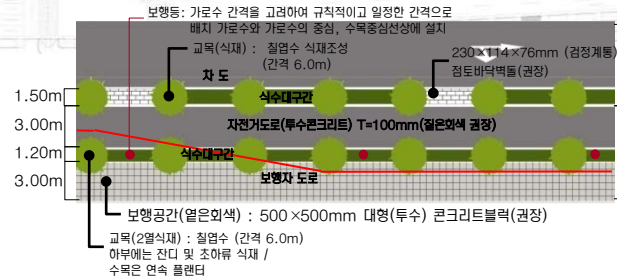 보행등: 가로수 간격을 고려하여 규칙적이고 일정한 간격으로
배치 가로수와 가로수의 중심, 수목중심선상에 설치
교목(식재) : 칠엽수 식재조성
(간격 6.0m)
230×114×76mm (검정계통)
점토바닥벽돌(권장)
차 도
1.50m
식수대구간
3.00m
자전거도로(투수콘크리트) T=100mm(짙은회색 권장)
1.20m
식수대구간
3.00m
보행자 도로
보행공간(옅은회색) : 500×500mm 대형(투수) 콘크리트블럭(권장)
교목(2열식재) : 칠엽수 (간격 6.0m)
하부에는 잔디 및 초하류 식재 /
수목은 연속 플랜터